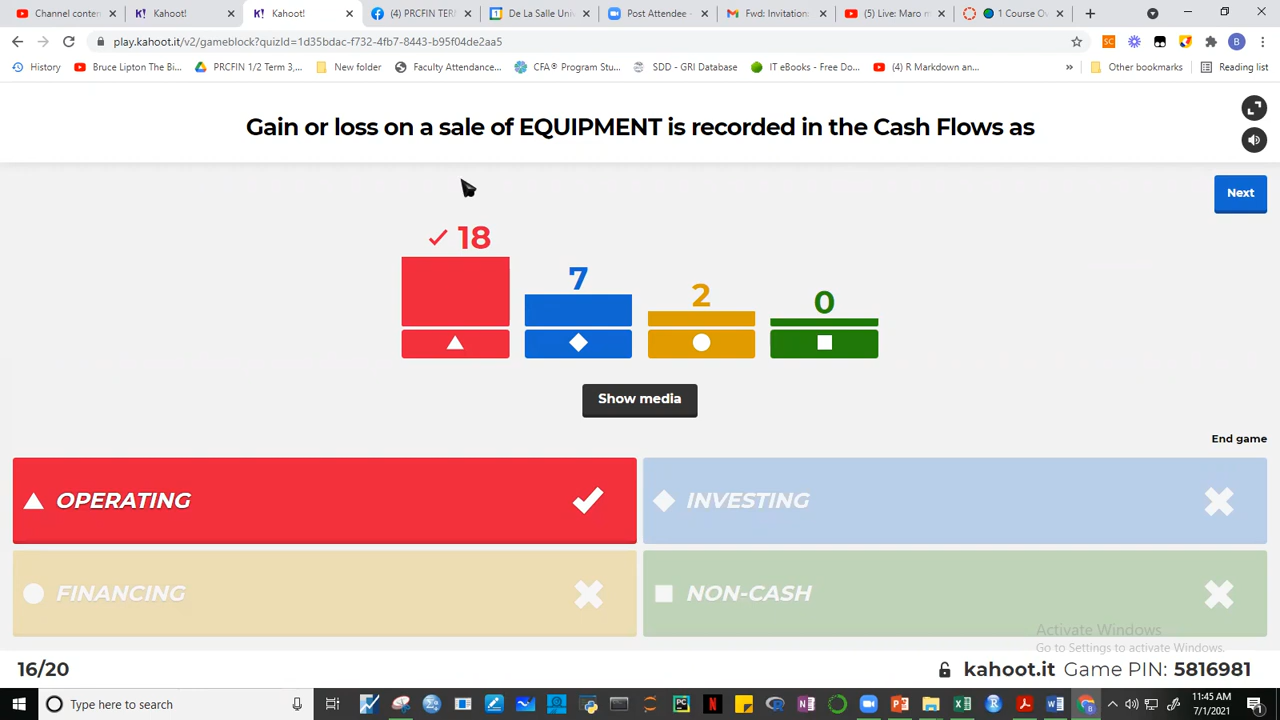 Channel conten
Kahoot!
Kahoot!
(4) PRCFIN TER
De La Salle Uni
Post Attendee -
Fwd: Invitation:
(5) Live: Maro m
1 Course Ov
play.kahoot.it/v2/gameblock?quizId=1d35bdac-f732-4fb7-8443-b95f04de2aa5
SC
B
History
Bruce Lipton The Bi...
PRCFIN 1/2 Term 3,...
New folder
Faculty Attendance...
CFA® Program Stu...
SDD - GRI Database
IT eBooks - Free Do...
(4) R Markdown an...
»
Other bookmarks
Reading list
Gain or loss on a sale of EQUIPMENT is recorded in the Cash Flows as
Next
18
7
2
0
Show media
End game
OPERATING
INVESTING
FINANCING
NON-CASH
Activate Windows
Go to Settings to activate Windows.
16/20
kahoot.it Game PIN: 5816981
Type here to search
11:45 AM
7/1/2021